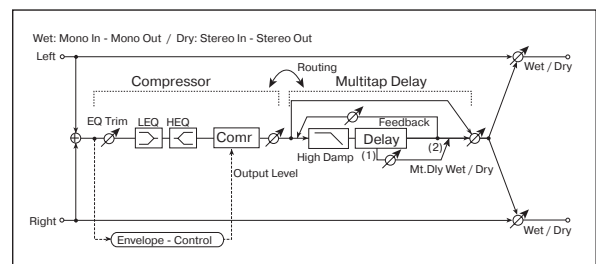 Wet: Mono In - Mono Out / Dry: Stereo In - Stereo Out
Left
Wet / Dry
Routing
Compressor
Multitap Delay
EQ Trim
LEQ
HEQ
Feedback
Comr
Delay
High Damp
(1)
(2)
Output Level
Mt.Dly Wet / Dry
Right
Wet / Dry
Envelope - Control